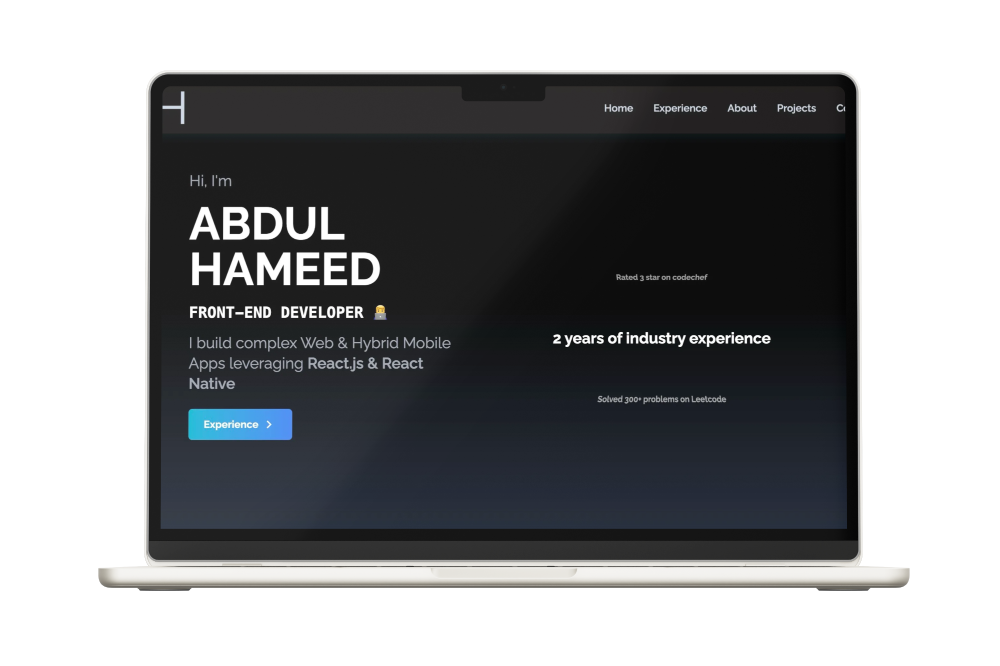 Home Experience About Projects
Hi, I'm
ABDUL
HAMEED
FRONT-END DEVELOPER 🧑‍💻
I build complex Web & Hybrid Mobile
Apps leveraging React.js & React
Native
Experience >
Rated 3 star on codechef
2 years of industry experience
Solved 300+ problems on Leetcode